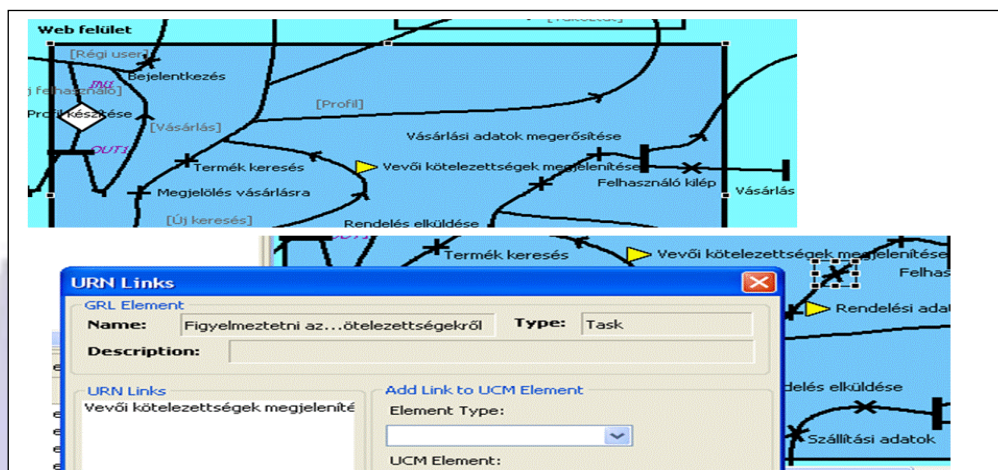 Web felület
[Régi user]
Bejelentkezés
IN1
[Profil]
Profil készítése
[Vásárlás]
Vásárlási adatok megerősítése
OUT1
Termék keresés
Vevői kötelezettségek megjelenítése
Felhasználó kilép
Vásárlás
Megjelölés vásárlásra
[Új keresés]
Rendelés elküldése
Termék keresés
Vevői kötelezettségek megjelenítése
Felhas
URN Links
GRL Element
Name: Figyelmeztetni az...ötelezettségekről Type: Task
Rendelési adat
Description:
URN Links
Add Link to UCM Element
delés elküldése
Vevői kötelezettségek megjeleníté
Element Type:
Szállítási adatok
UCM Element: